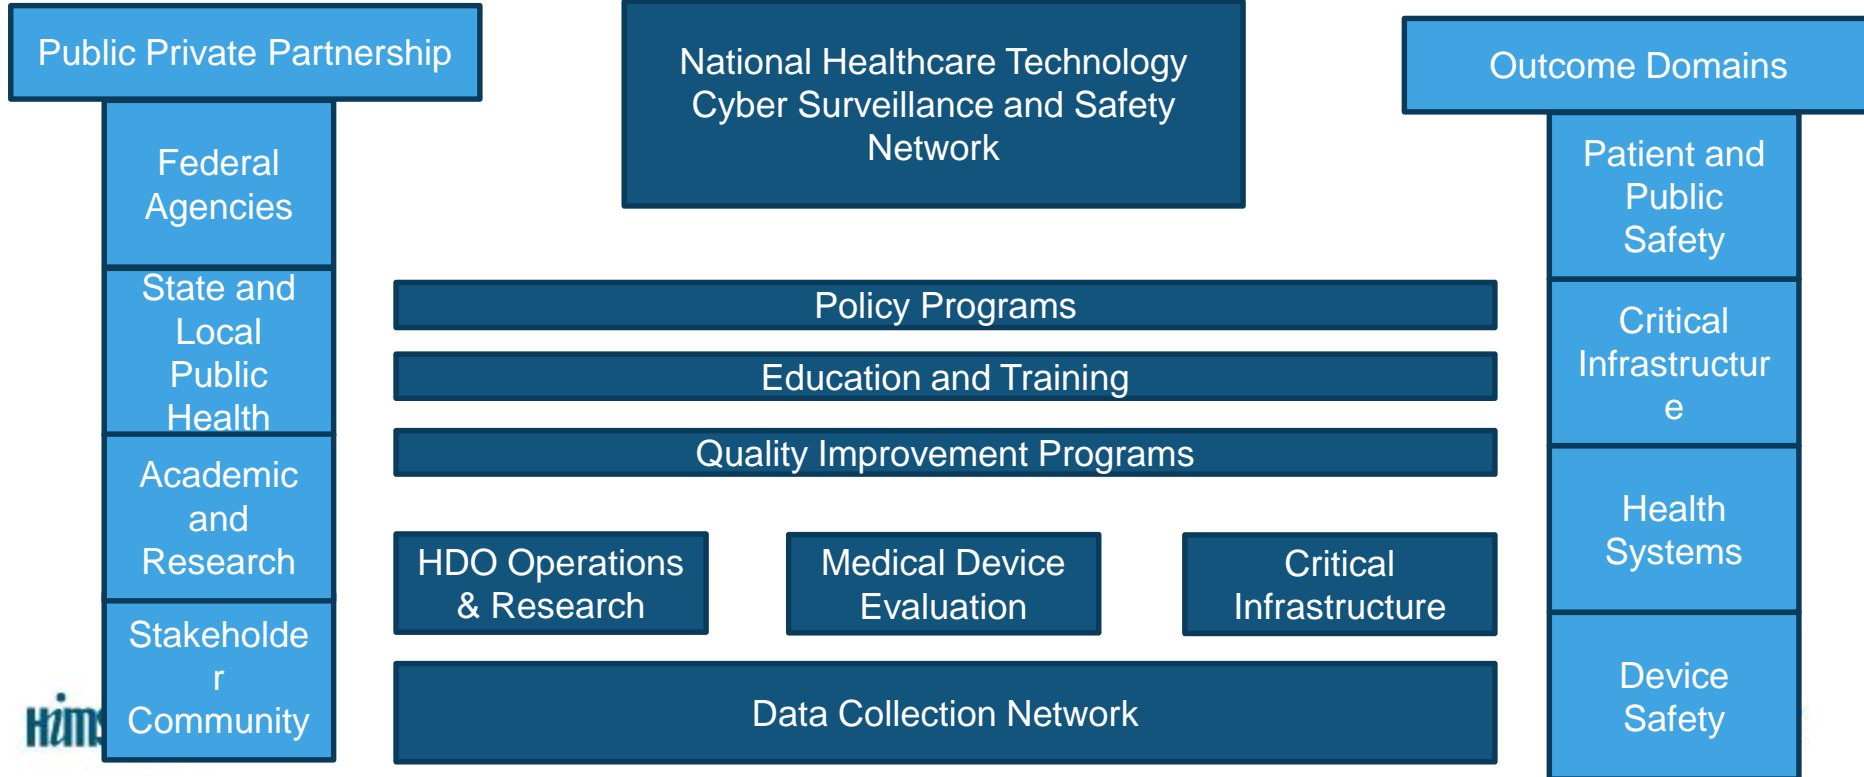 Public Private Partnership
Federal
Agencies
State and
Local
Public
Health
Academic
and
Research
Stakeholde
r
Community
National Healthcare Technology
Cyber Surveillance and Safety
Network
Policy Programs
Education and Training
Quality Improvement Programs
HDO Operations
& Research
Medical Device
Evaluation
Critical
Infrastructure
Data Collection Network
Outcome Domains
Patient and
Public
Safety
Critical
Infrastructur
e
Health
Systems
Device
Safety